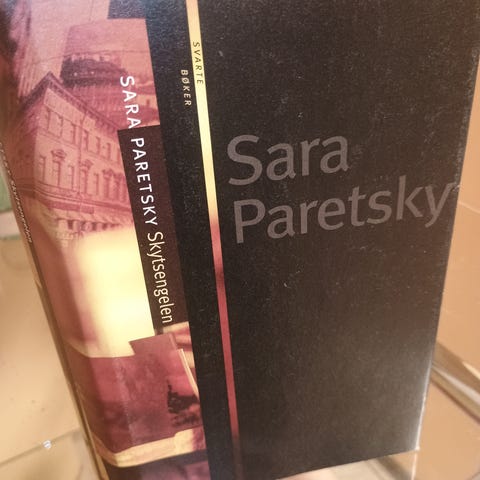 SVARTE
BØKER
SARA PARETSKY Skytsengelen
Sara
Paretsky